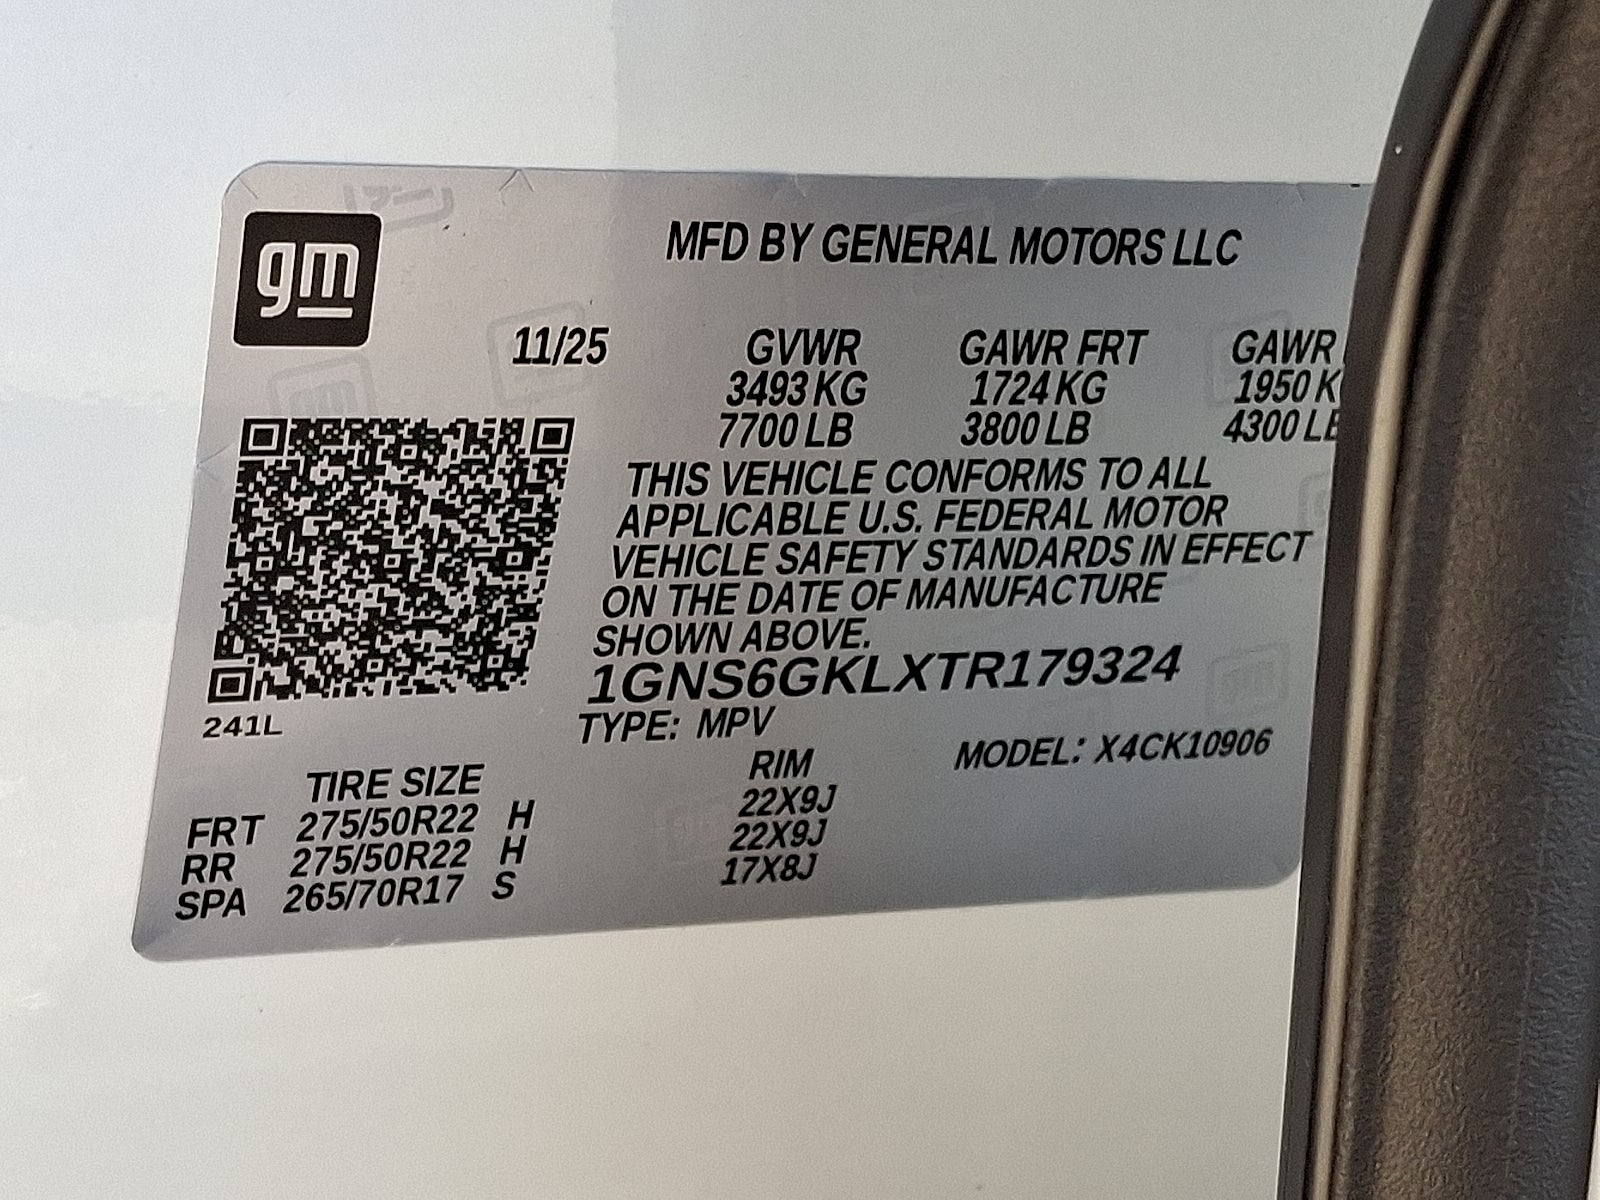 gm
MFD BY GENERAL MOTORS LLC
11/25 GVWR GAWR FRT GAWR
3493 KG 1724 KG 1950 K
7700 LB 3800 LB 4300 LB
THIS VEHICLE CONFORMS TO ALL
APPLICABLE U.S. FEDERAL MOTOR
VEHICLE SAFETY STANDARDS IN EFFECT
ON THE DATE OF MANUFACTURE
SHOWN ABOVE.
1GNS6GKLXTR179324
241L
TYPE: MPV
MODEL: X4CK10906
TIRE SIZE RIM
FRT 275/50R22 H 22X9J
RR 275/50R22 H 22X9J
SPA 265/70R17 S 17X8J